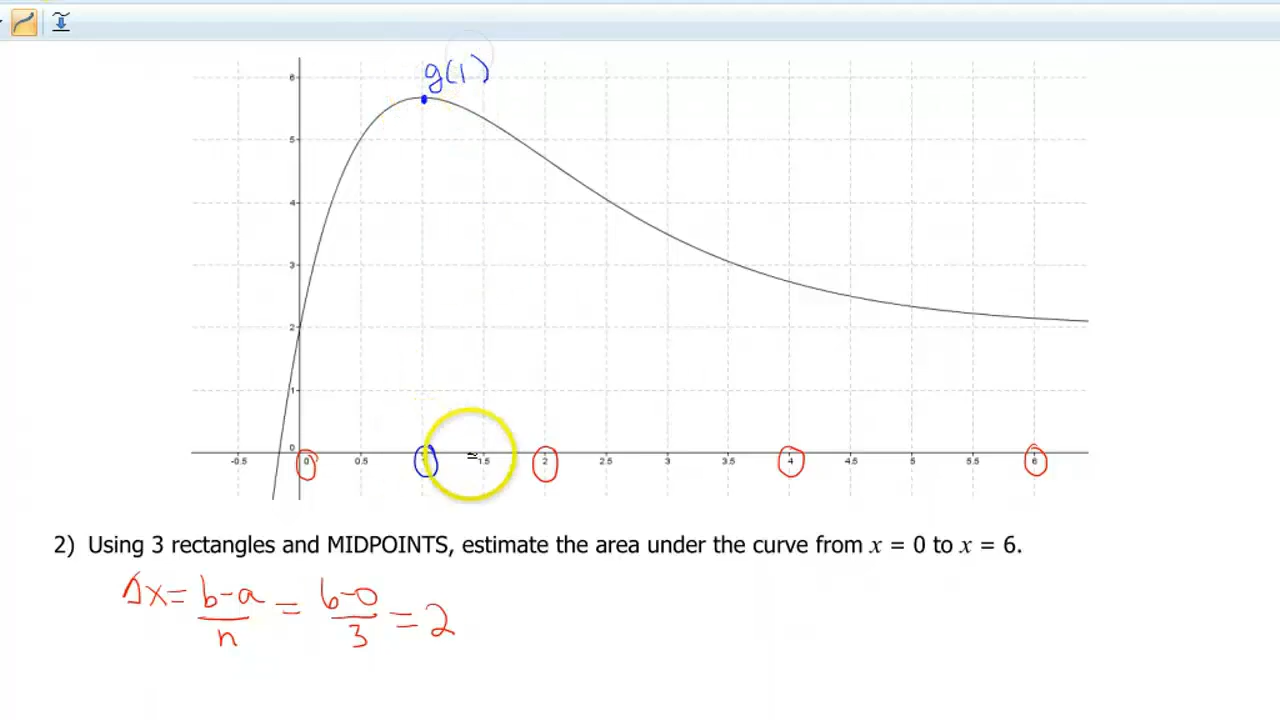 g(1)
6
5
4
3
2
1
0
-0.5 0 0.5 1.5 2 2.5 3 3.5 4 4.5 5 5.5 6
2) Using 3 rectangles and MIDPOINTS, estimate the area under the curve from x = 0 to x = 6.
Δx = b-a / n = 6-0 / 3 = 2